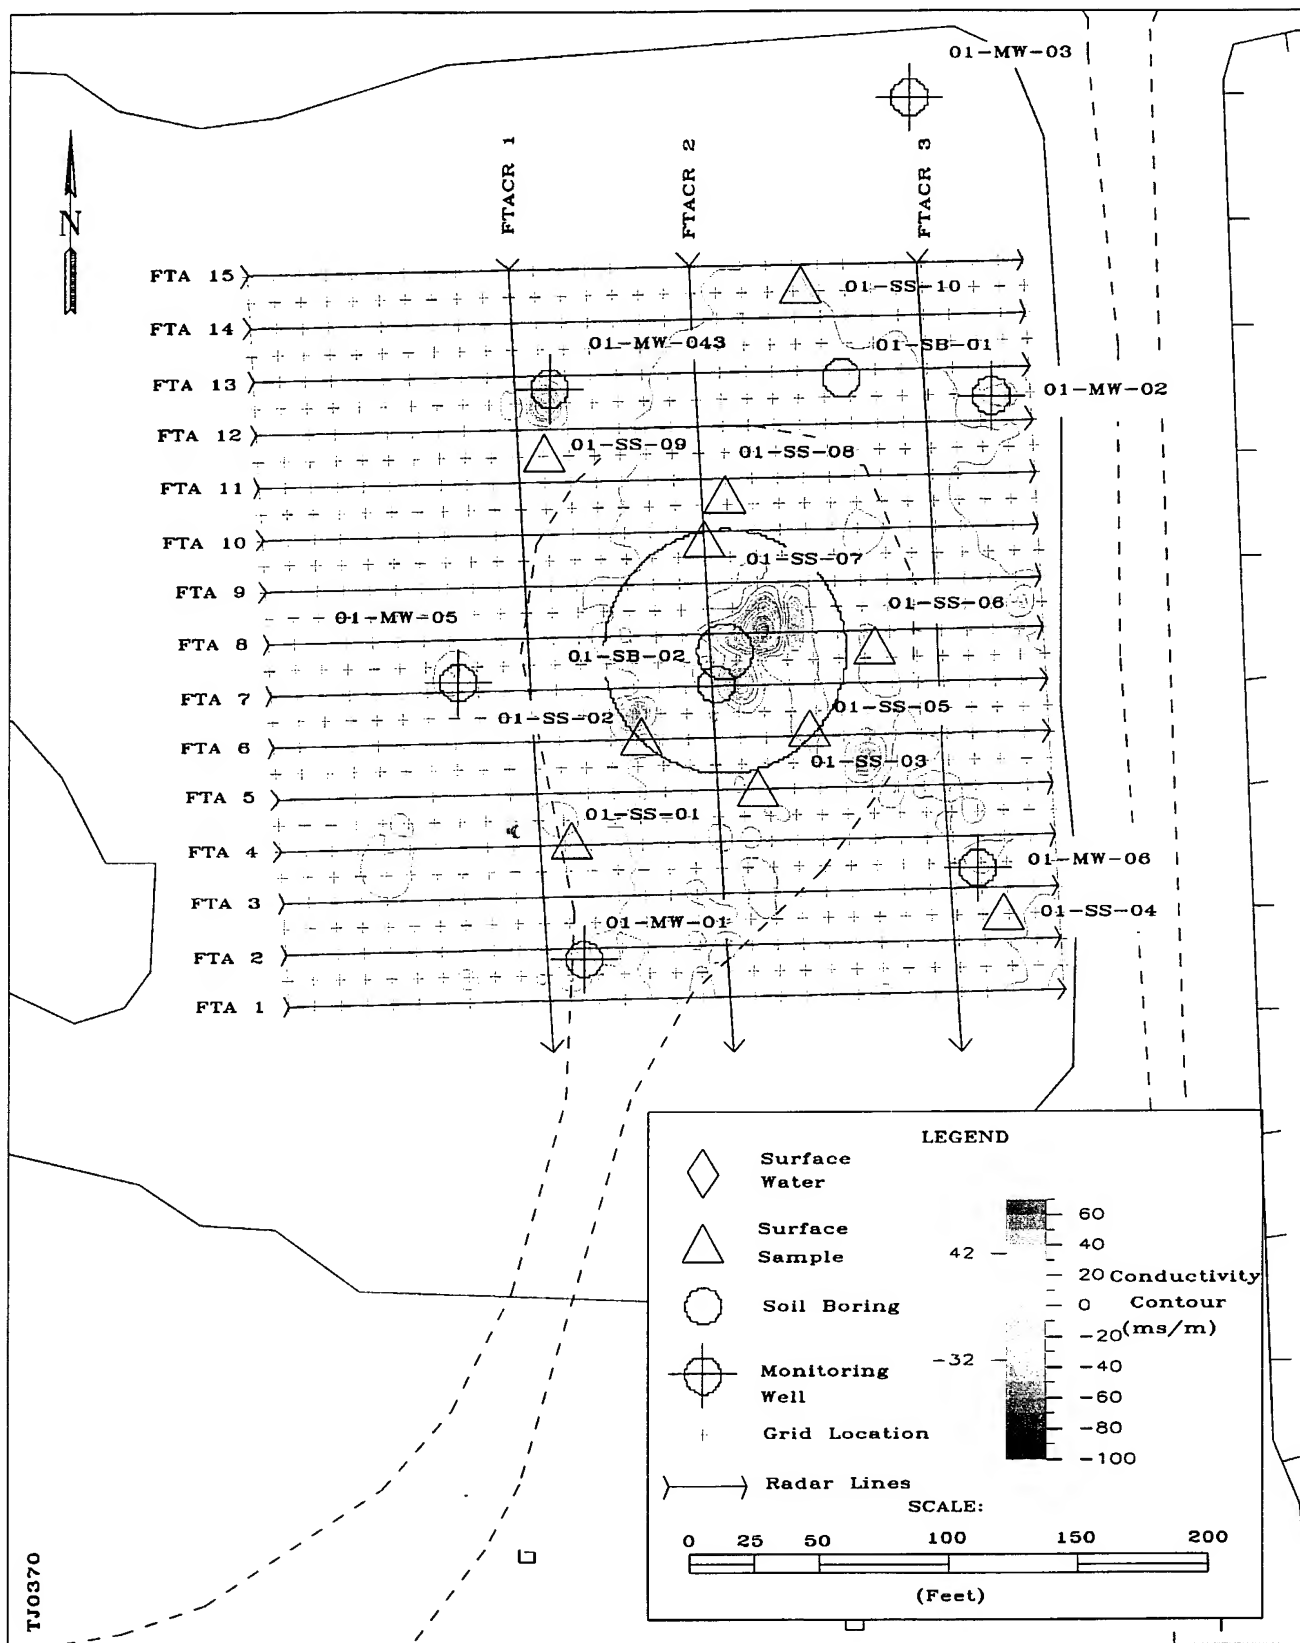 01-MW-03
FTACR 1
FTACR 2
FTACR 3
N
FTA 15
01-SS-10
FTA 14
01-MW-043
01-SB-01
FTA 13
01-MW-02
FTA 12
01-SS-09
01-SS-08
FTA 11
FTA 10
01-SS-07
FTA 9
01-SS-06
01-MW-05
FTA 8
01-SB-02
FTA 7
01-SS-05
01-SS-02
FTA 6
01-SS-03
FTA 5
01-SS-01
FTA 4
01-MW-06
FTA 3
01-SS-04
01-MW-01
FTA 2
FTA 1
LEGEND
Surface
Water
Surface
Sample
Soil Boring
Monitoring
Well
Grid Location
Radar Lines
60
42
40
20
0
-20
-32
-40
-60
-80
-100
Conductivity
Contour
(ms/m)
SCALE:
0 25 50 100 150 200
(Feet)
TJ0370